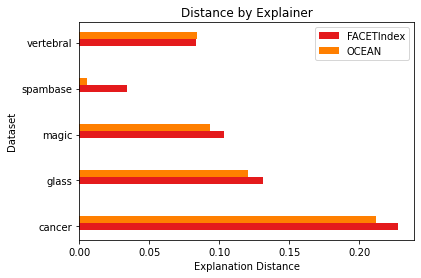 Distance by Explainer
FACETIndex
OCEAN
Dataset
vertebral
spambase
magic
glass
cancer
0.00 0.05 0.10 0.15 0.20
Explanation Distance